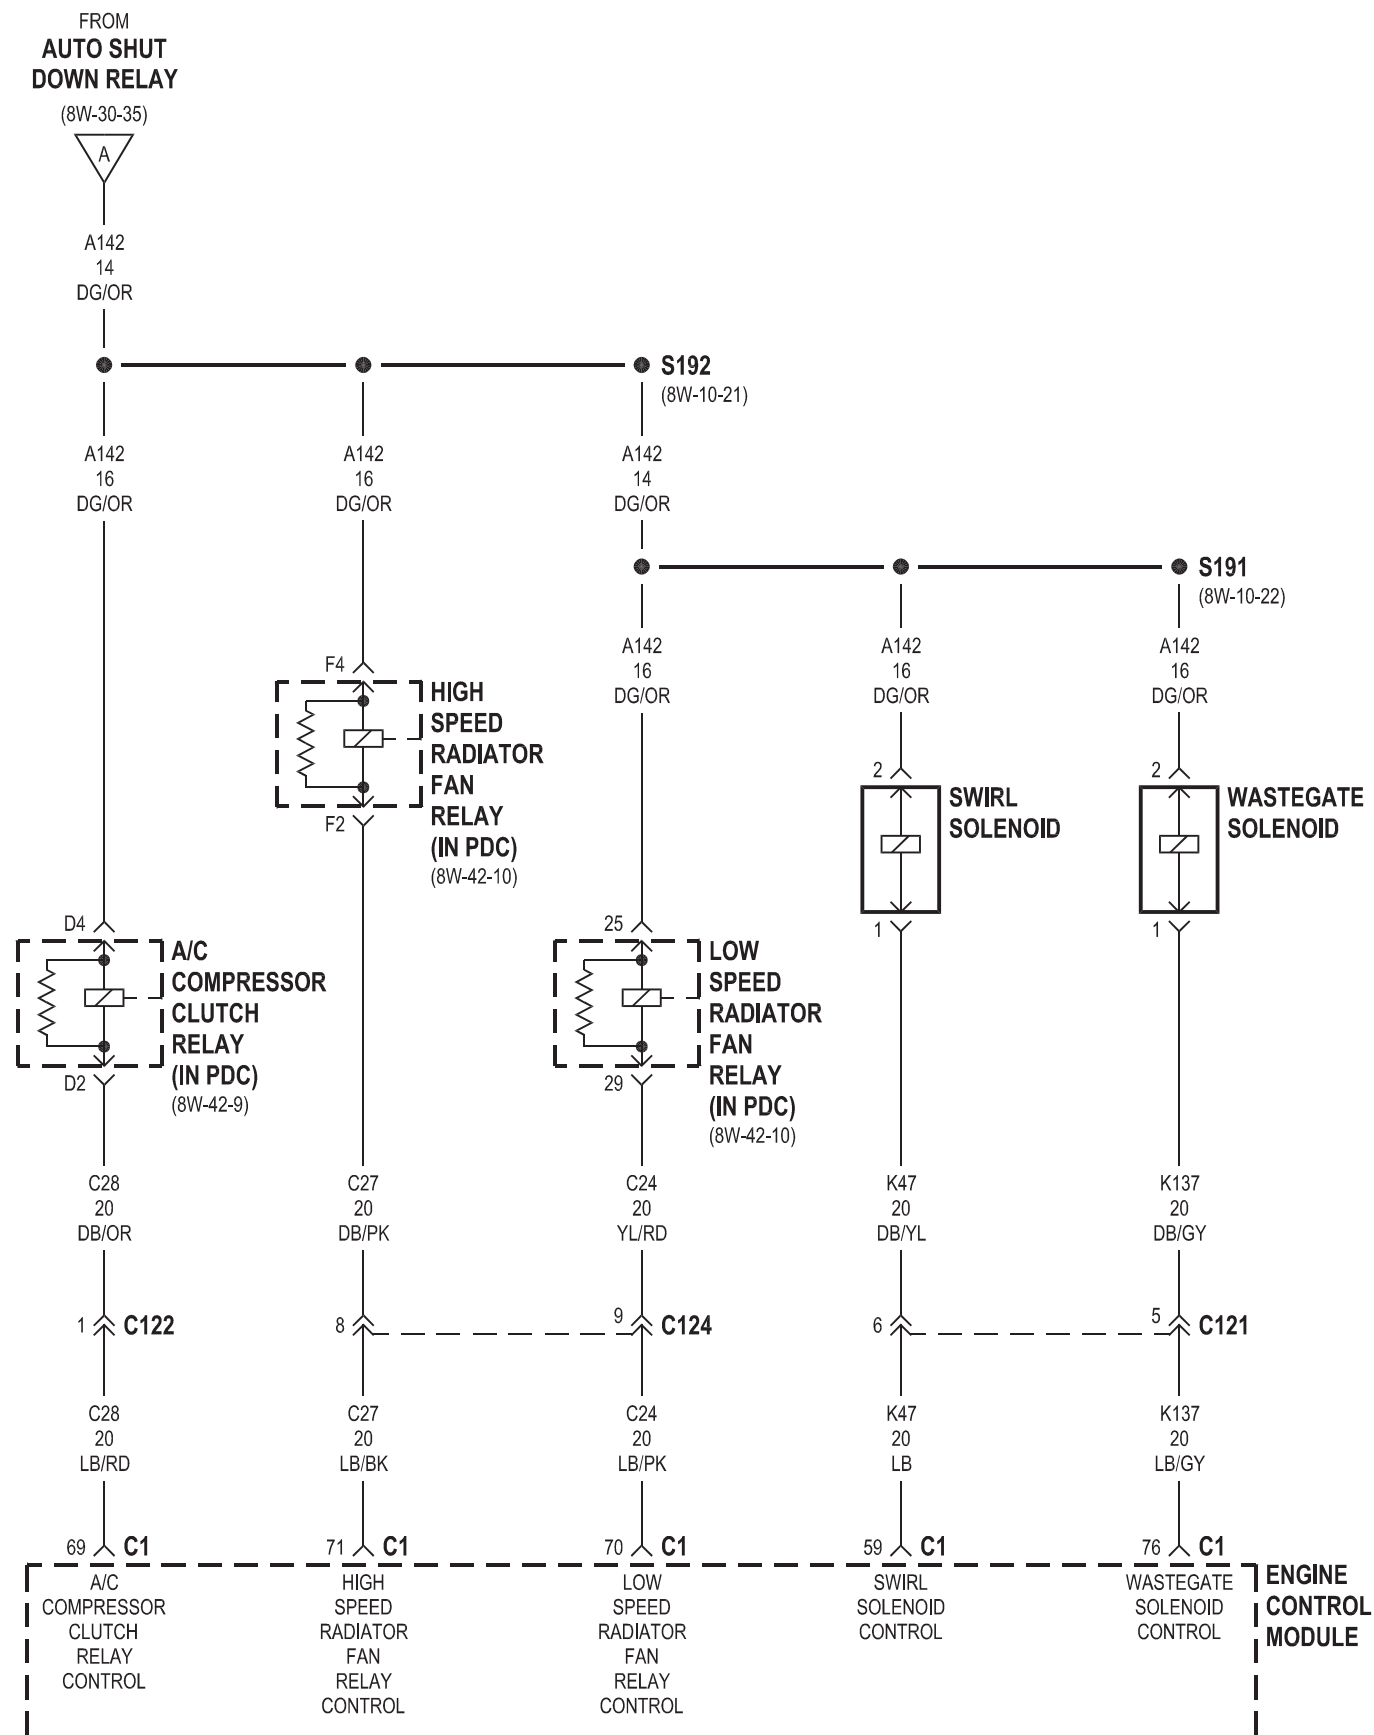 FROM
AUTO SHUT
DOWN RELAY
(8W-30-35)
A
A142
14
DG/OR
S192
(8W-10-21)
A142
16
DG/OR
A142
16
DG/OR
A142
14
DG/OR
S191
(8W-10-22)
A142
16
DG/OR
A142
16
DG/OR
A142
16
DG/OR
F4
HIGH
SPEED
RADIATOR
FAN
RELAY
(IN PDC)
(8W-42-10)
F2
2
SWIRL
SOLENOID
1
2
WASTEGATE
SOLENOID
1
D4
A/C
COMPRESSOR
CLUTCH
RELAY
(IN PDC)
(8W-42-9)
D2
25
LOW
SPEED
RADIATOR
FAN
RELAY
(IN PDC)
(8W-42-10)
29
C28
20
DB/OR
C27
20
DB/PK
C24
20
YL/RD
K47
20
DB/YL
K137
20
DB/GY
1 C122
8
9 C124
6
5 C121
C28
20
LB/RD
C27
20
LB/BK
C24
20
LB/PK
K47
20
LB
K137
20
LB/GY
69 C1
71 C1
70 C1
59 C1
76 C1
A/C
COMPRESSOR
CLUTCH
RELAY
CONTROL
HIGH
SPEED
RADIATOR
FAN
RELAY
CONTROL
LOW
SPEED
RADIATOR
FAN
RELAY
CONTROL
SWIRL
SOLENOID
CONTROL
WASTEGATE
SOLENOID
CONTROL
ENGINE
CONTROL
MODULE